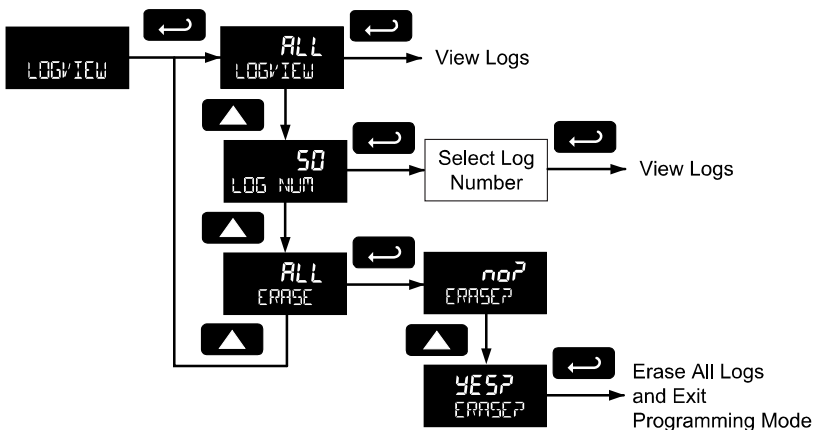 LOGVIEW
ALL
LOGVIEW
View Logs
50
LOG NUM
Select Log
Number
View Logs
ALL
ERASE
no?
ERASE?
YES?
ERASE?
Erase All Logs
and Exit
Programming Mode